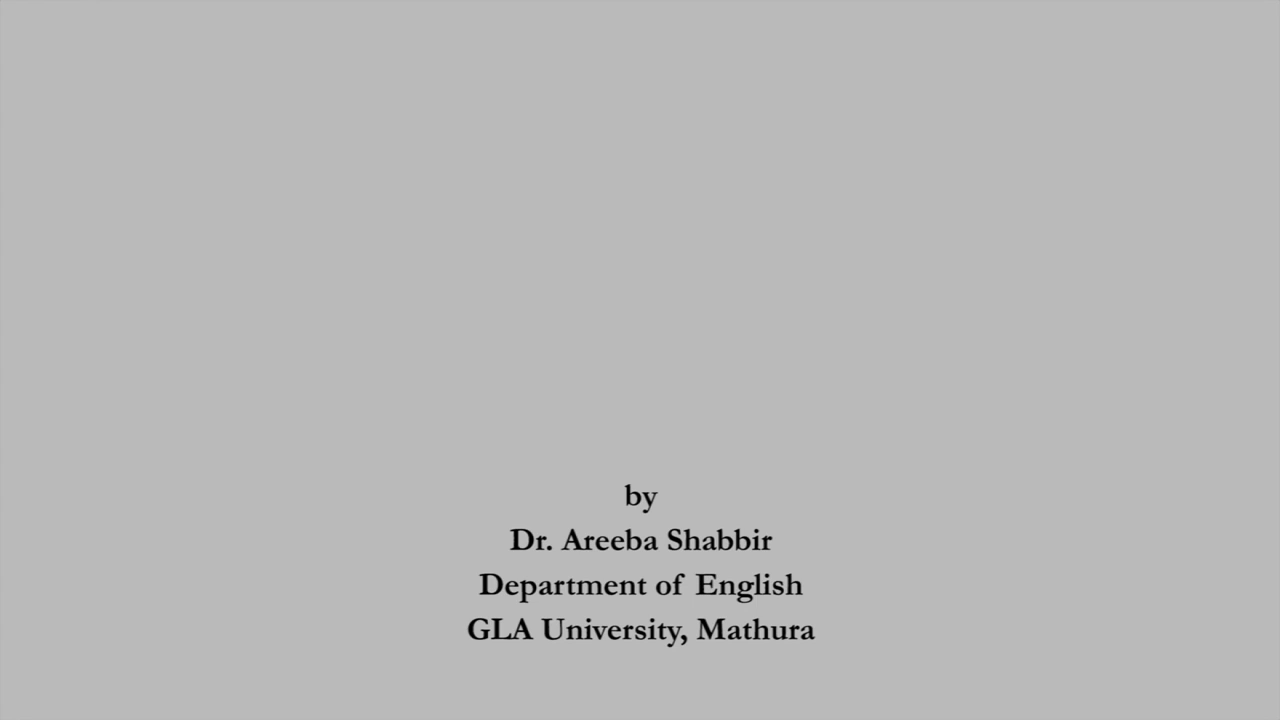 by
Dr. Areeba Shabbir
Department of English
GLA University, Mathura